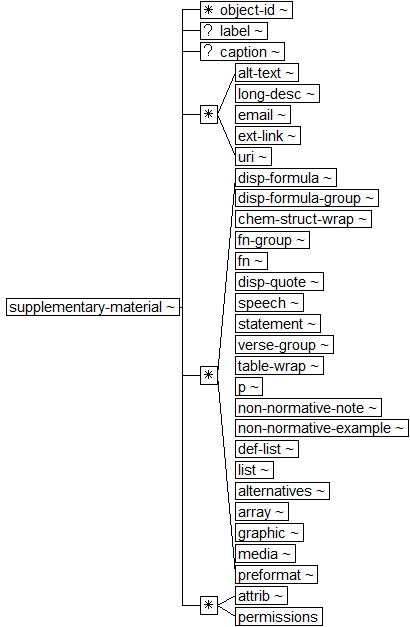 * object-id ~
? label ~
? caption ~
alt-text ~
long-desc ~
email ~
*
ext-link ~
uri ~
disp-formula ~
disp-formula-group ~
chem-struct-wrap ~
fn-group ~
fn ~
disp-quote ~
speech ~
supplementary-material ~
statement ~
verse-group ~
table-wrap ~
*
p ~
non-normative-note ~
non-normative-example ~
def-list ~
list ~
alternatives ~
array ~
graphic ~
media ~
preformat ~
attrib ~
*
permissions